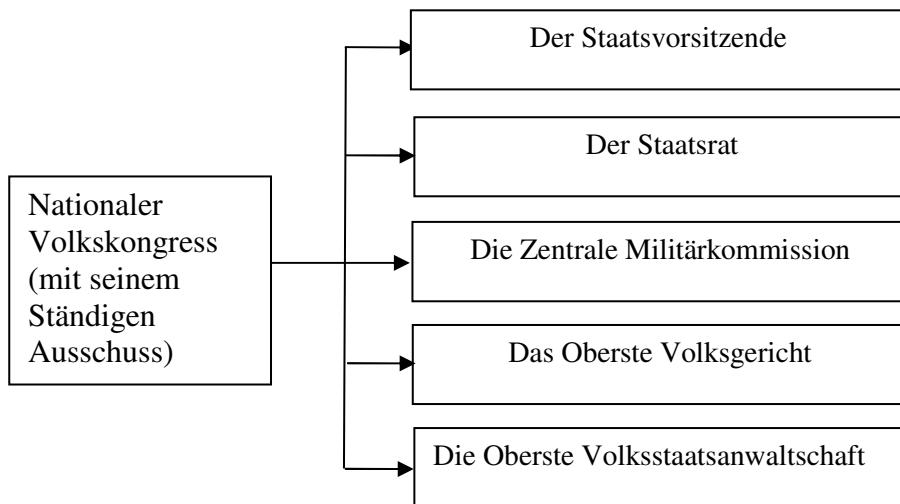 Der Staatsvorsitzende
Der Staatsrat
Nationaler
Volkskongress
(mit seinem
Ständigen
Ausschuss)
Die Zentrale Militärkommission
Das Oberste Volksgericht
Die Oberste Volksstaatsanwaltschaft